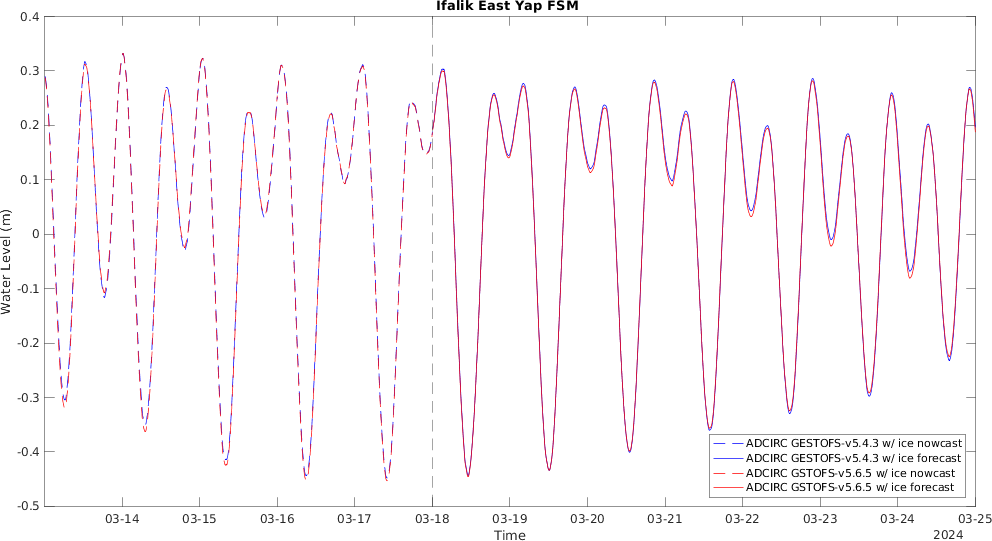 Ifalik East Yap FSM
0.4
0.3
0.2
0.1
0
-0.1
-0.2
-0.3
-0.4
-0.5
Water Level (m)
ADCIRC GESTOFS-v5.4.3 w/ ice nowcast
ADCIRC GESTOFS-v5.4.3 w/ ice forecast
ADCIRC GSTOFS-v5.6.5 w/ ice nowcast
ADCIRC GSTOFS-v5.6.5 w/ ice forecast
03-14 03-15 03-16 03-17 03-18 03-19 03-20 03-21 03-22 03-23 03-24 03-25
Time
2024